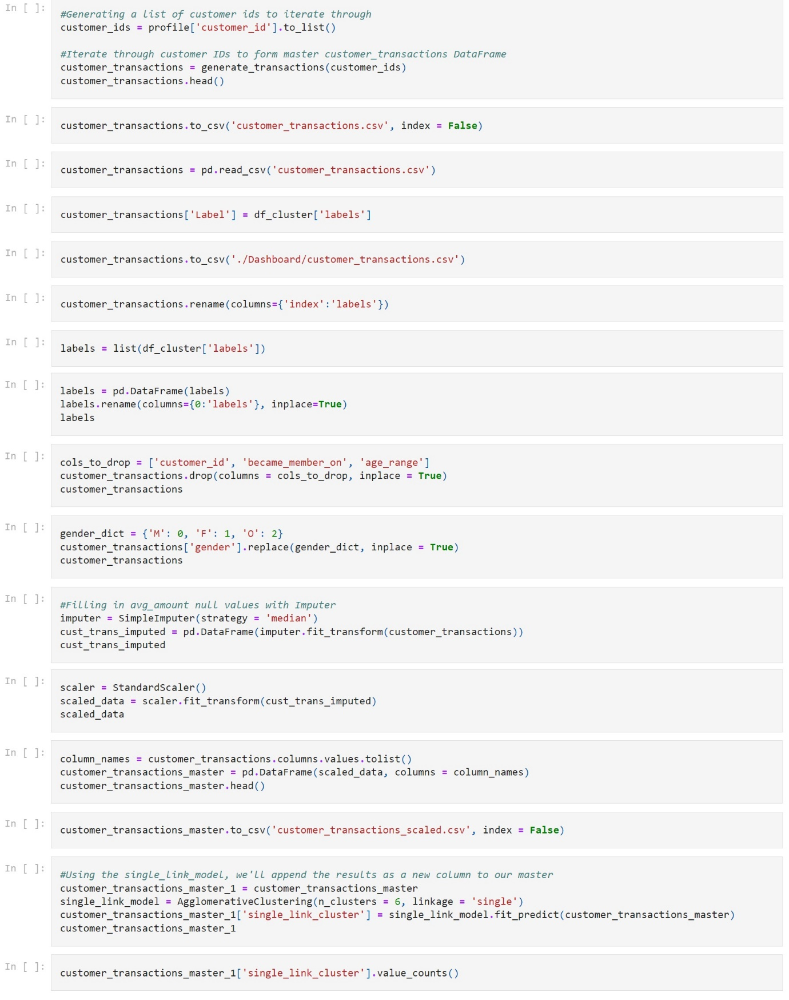 In [ ]:
#Generating a list of customer ids to iterate through
customer_ids = profile['customer_id'].to_list()
#Iterate through customer IDs to form master customer_transactions DataFrame
customer_transactions = generate_transactions(customer_ids)
customer_transactions.head()
In [ ]:
customer_transactions.to_csv('customer_transactions.csv', index = False)
In [ ]:
customer_transactions = pd.read_csv('customer_transactions.csv')
In [ ]:
customer_transactions['Label'] = df_cluster['labels']
In [ ]:
customer_transactions.to_csv('./Dashboard/customer_transactions.csv')
In [ ]:
customer_transactions.rename(columns={'index':'labels'})
In [ ]:
labels = list(df_cluster['labels'])
In [ ]:
labels = pd.DataFrame(labels)
labels.rename(columns={0:'labels'}, inplace=True)
labels
In [ ]:
cols_to_drop = ['customer_id', 'became_member_on', 'age_range']
customer_transactions.drop(columns = cols_to_drop, inplace = True)
customer_transactions
In [ ]:
gender_dict = {'M': 0, 'F': 1, 'O': 2}
customer_transactions['gender'].replace(gender_dict, inplace = True)
customer_transactions
In [ ]:
#Filling in avg_amount null values with Imputer
imputer = SimpleImputer(strategy = 'median')
cust_trans_imputed = pd.DataFrame(imputer.fit_transform(customer_transactions))
cust_trans_imputed
In [ ]:
scaler = StandardScaler()
scaled_data = scaler.fit_transform(cust_trans_imputed)
scaled_data
In [ ]:
column_names = customer_transactions.columns.values.tolist()
customer_transactions_master = pd.DataFrame(scaled_data, columns = column_names)
customer_transactions_master.head()
In [ ]:
customer_transactions_master.to_csv('customer_transactions_scaled.csv', index = False)
In [ ]:
#Using the single_link_model, we'll append the results as a new column to our master
customer_transactions_master_1 = customer_transactions_master
single_link_model = AgglomerativeClustering(n_clusters = 6, linkage = 'single')
customer_transactions_master_1['single_link_cluster'] = single_link_model.fit_predict(customer_transactions_master)
customer_transactions_master_1
In [ ]:
customer_transactions_master_1['single_link_cluster'].value_counts()